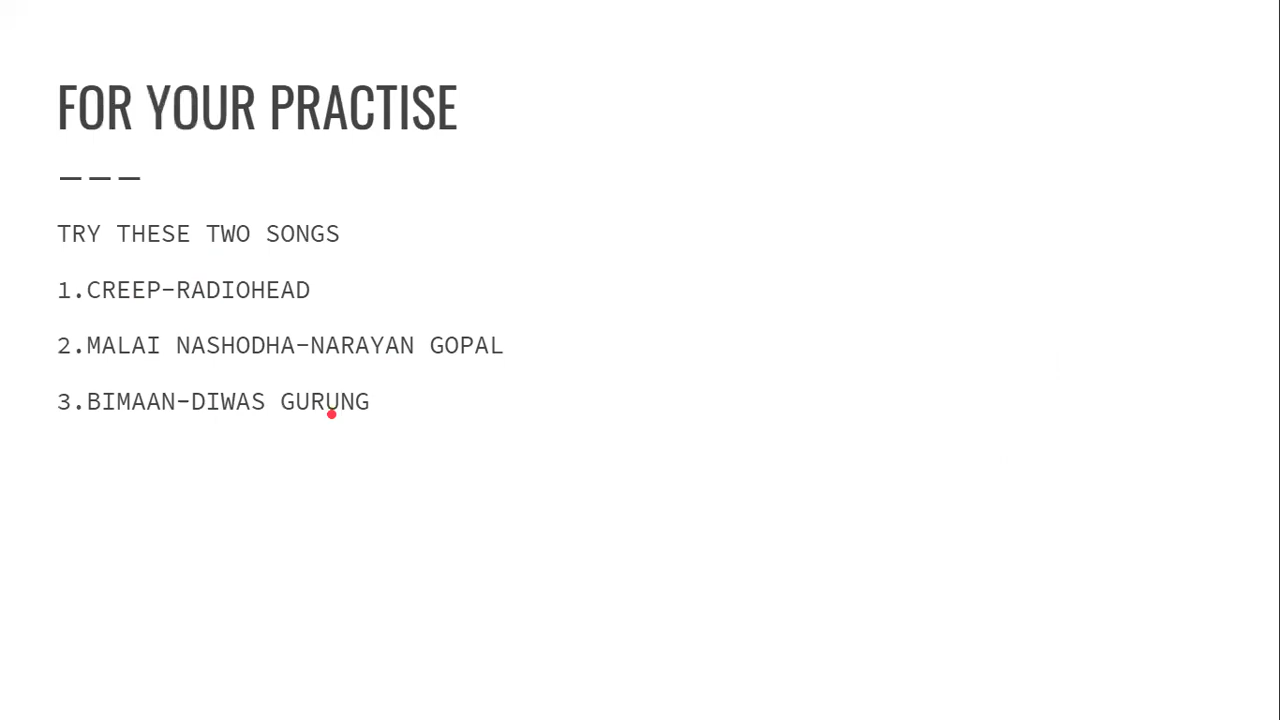 FOR YOUR PRACTISE
TRY THESE TWO SONGS
1.CREEP-RADIOHEAD
2.MALAI NASHODHA-NARAYAN GOPAL
3.BIMAAN-DIWAS GURUNG